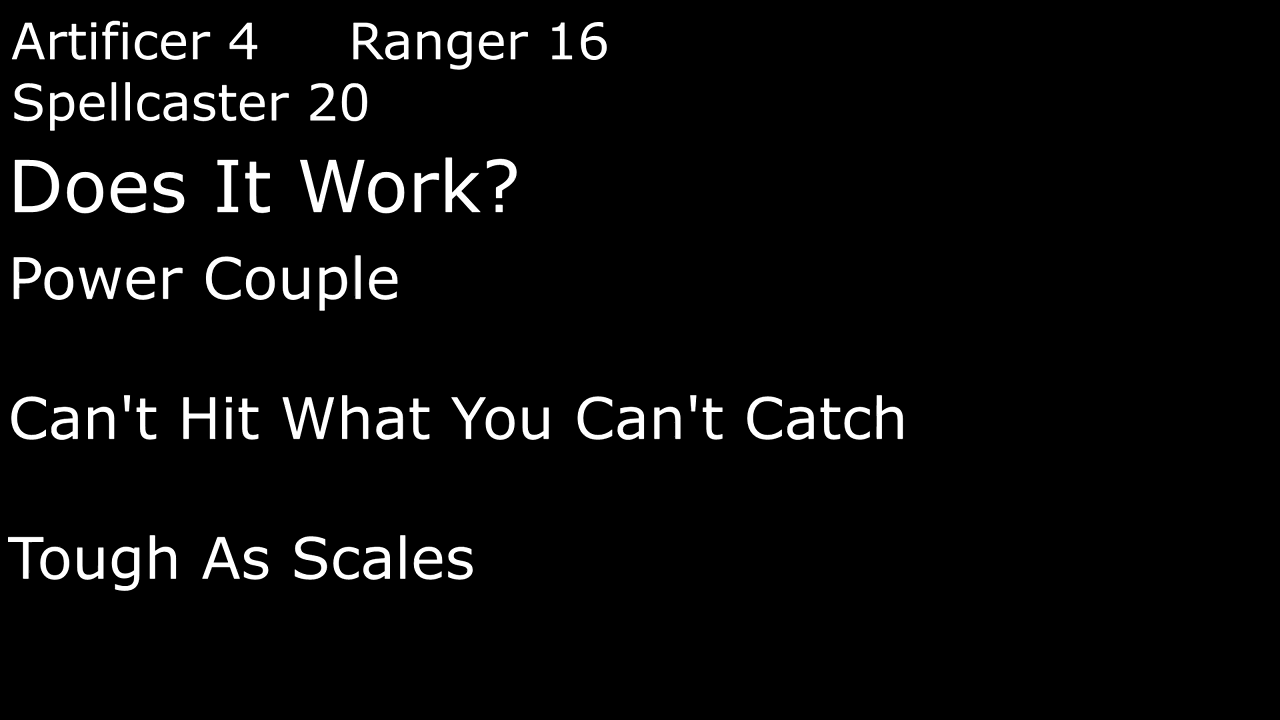 Artificer 4 Ranger 16
Spellcaster 20
Does It Work?
Power Couple
Can't Hit What You Can't Catch
Tough As Scales